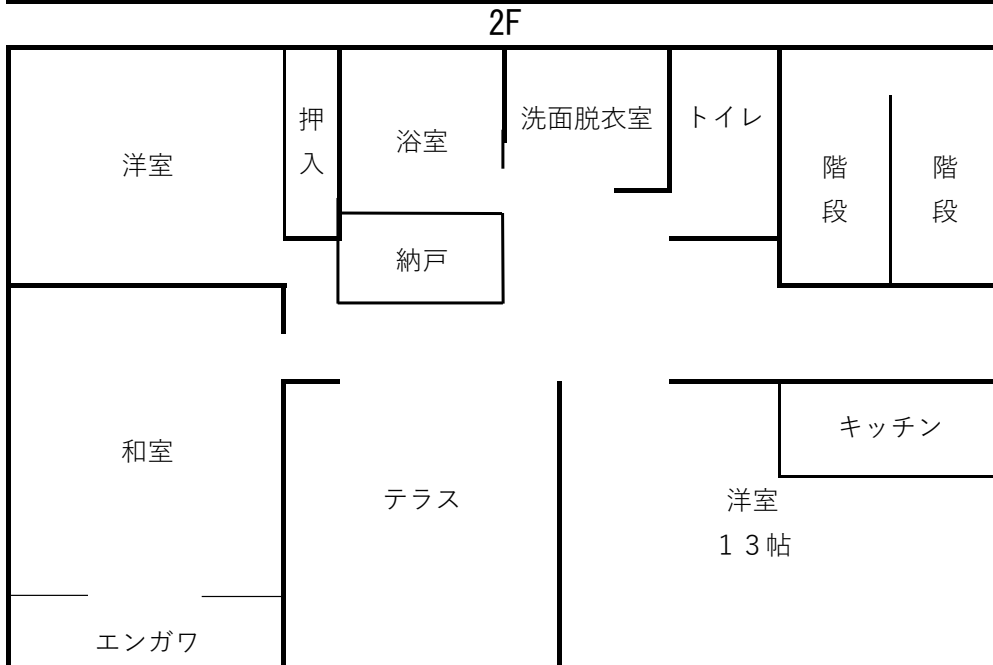 2F
洋室
押入
浴室
洗面脱衣室
トイレ
階段
階段
納戸
和室
キッチン
テラス
洋室
１３帖
エンガワ